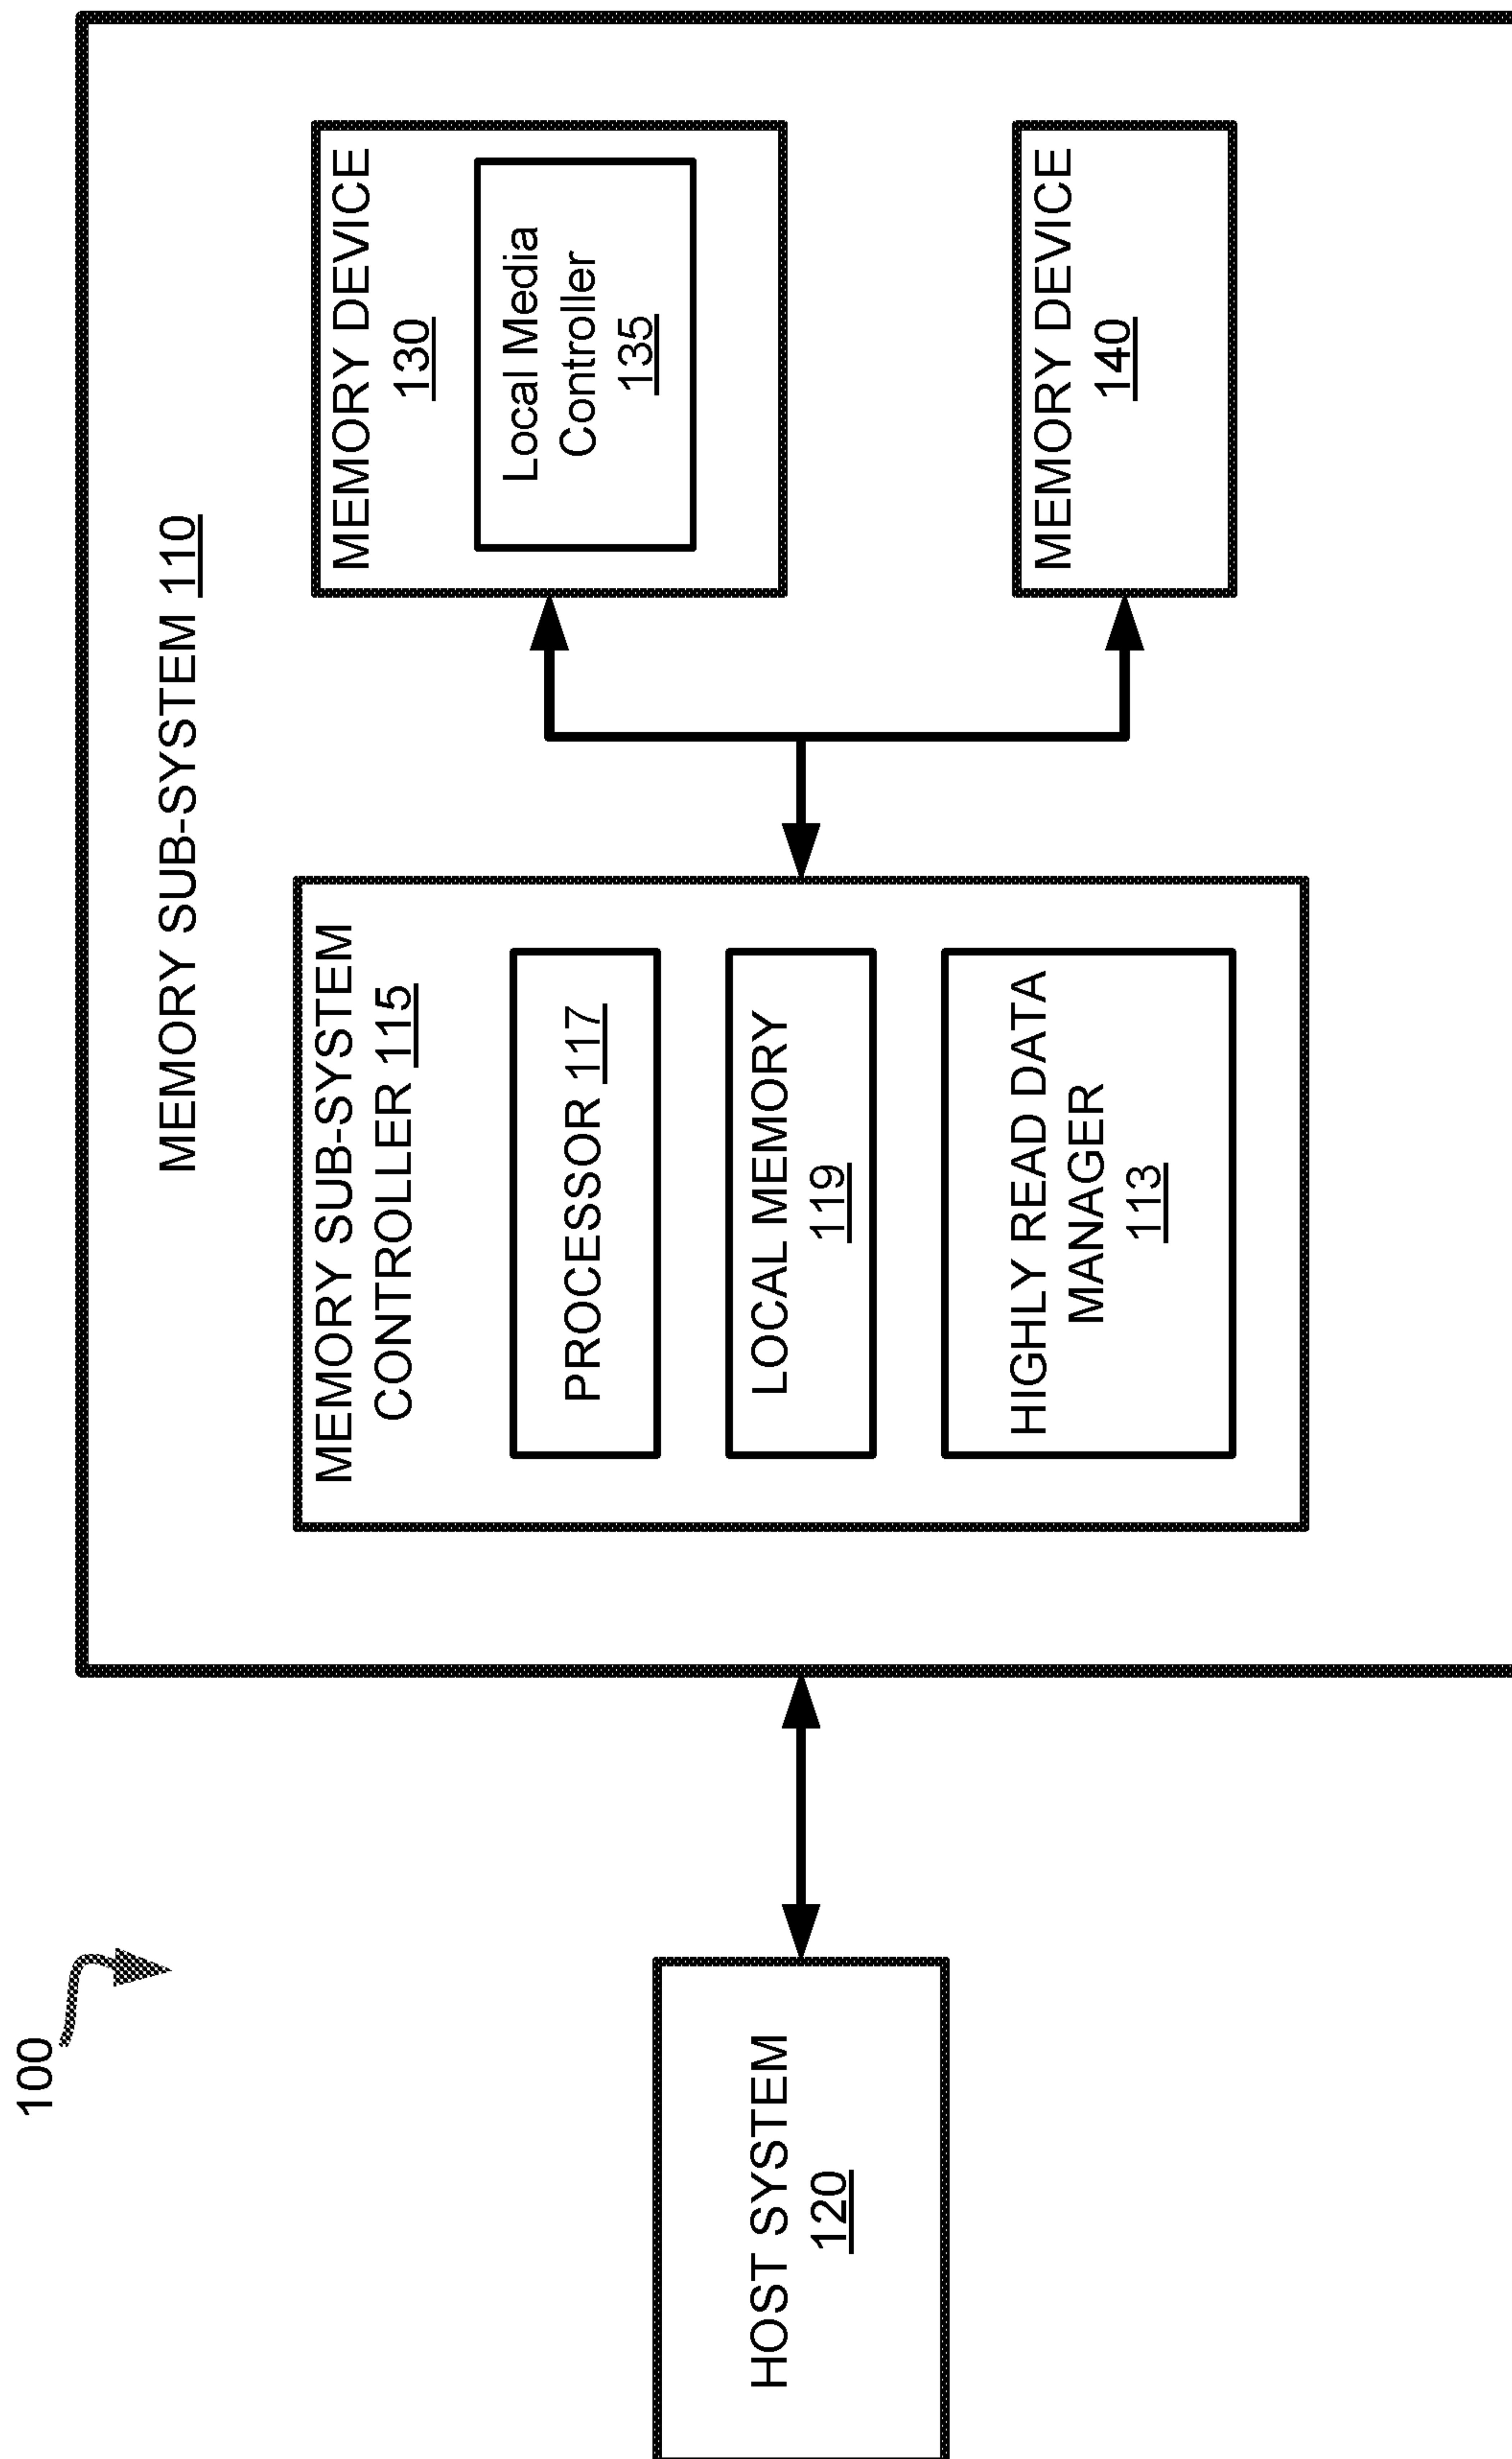 100
MEMORY SUB-SYSTEM 110
HOST SYSTEM
120
MEMORY SUB-SYSTEM
CONTROLLER 115
PROCESSOR 117
LOCAL MEMORY
119
HIGHLY READ DATA
MANAGER
113
MEMORY DEVICE
130
Local Media
Controller
135
MEMORY DEVICE
140